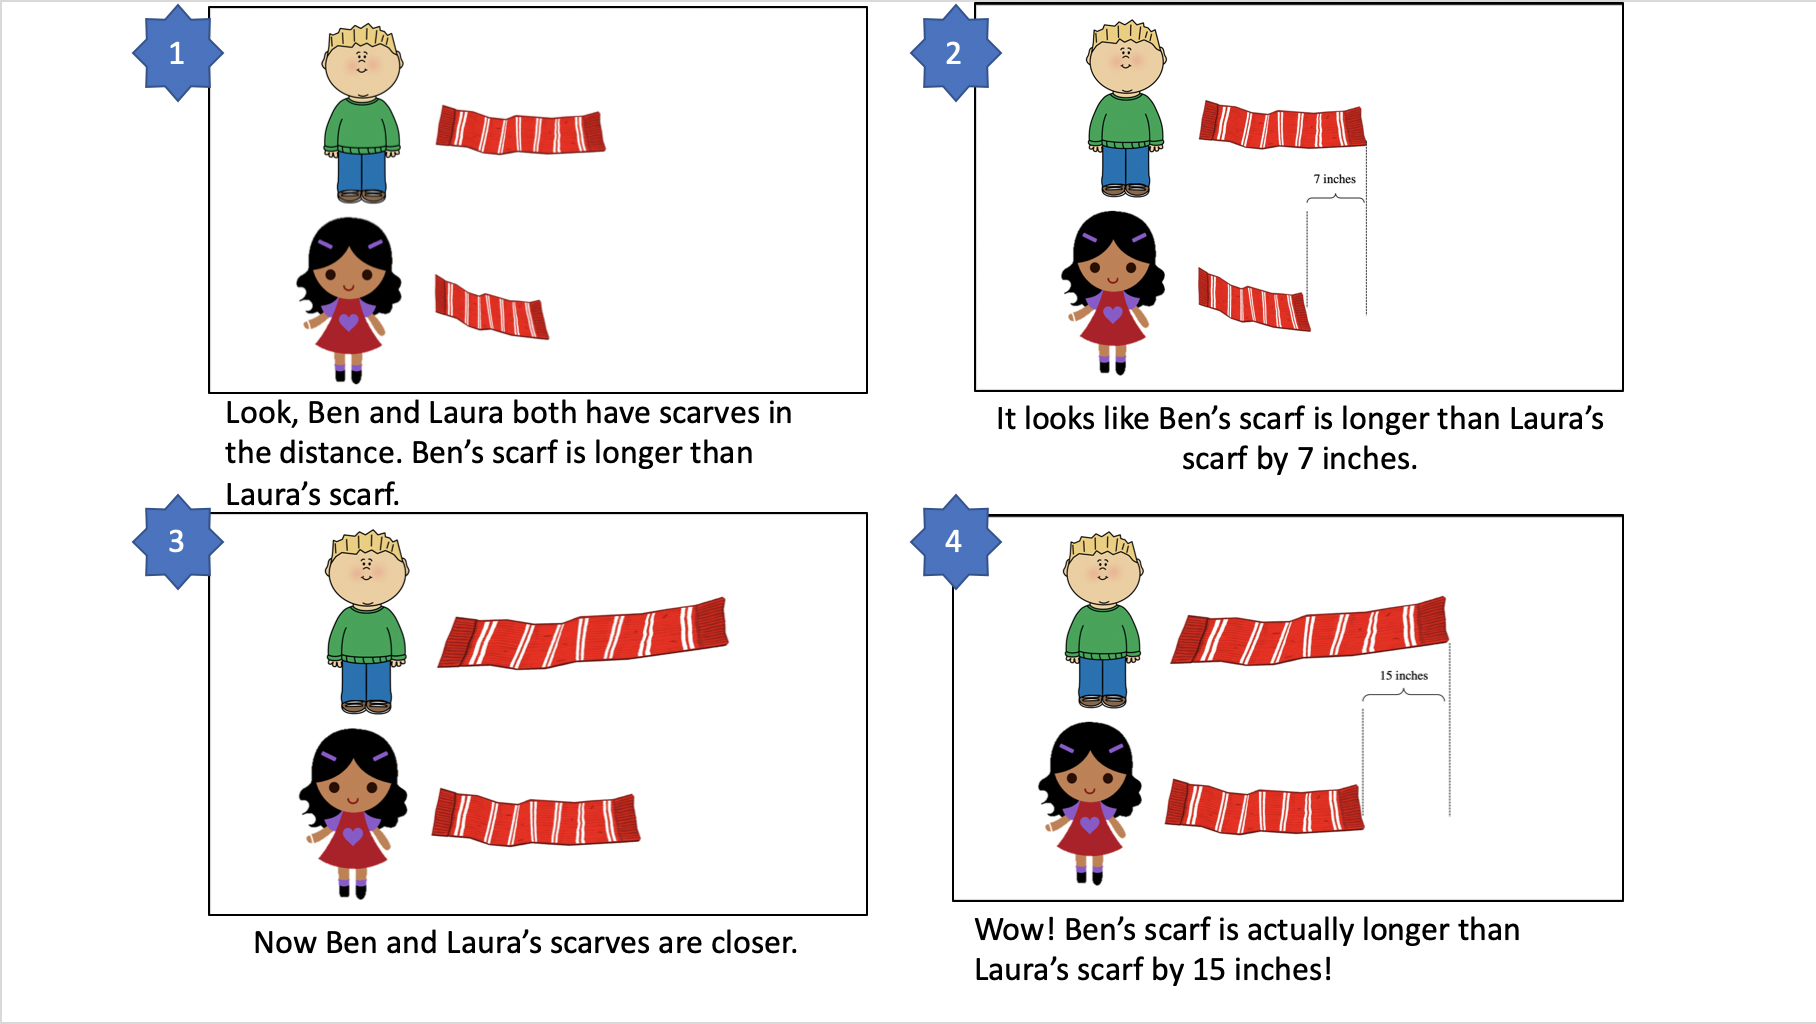 1
Look, Ben and Laura both have scarves in
the distance. Ben’s scarf is longer than
Laura’s scarf.
2
7 inches
It looks like Ben’s scarf is longer than Laura’s
scarf by 7 inches.
3
Now Ben and Laura’s scarves are closer.
4
15 inches
Wow! Ben’s scarf is actually longer than
Laura’s scarf by 15 inches!